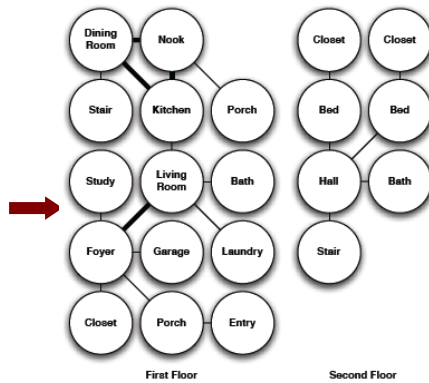 Dining
Room
Nook
Closet
Closet
Stair
Kitchen
Porch
Bed
Bed
Study
Living
Room
Bath
Hall
Bath
Foyer
Garage
Laundry
Stair
Closet
Porch
Entry
First Floor
Second Floor